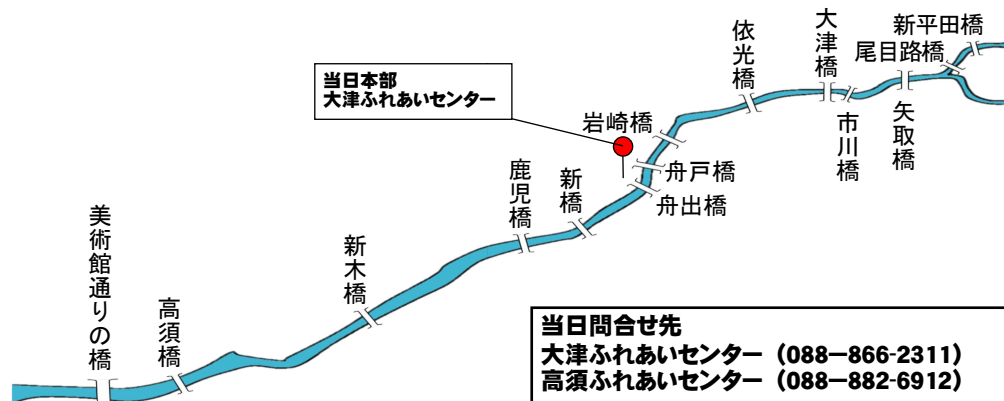 当日本部
大津ふれあいセンター
新平田橋
尾目路橋
矢取橋
市川橋
大津橋
依光橋
岩崎橋
舟戸橋
舟出橋
新橋
鹿児橋
新木橋
高須橋
美術館通りの橋
当日問合せ先
大津ふれあいセンター（088－866-2311）
高須ふれあいセンター（088－882-6912）